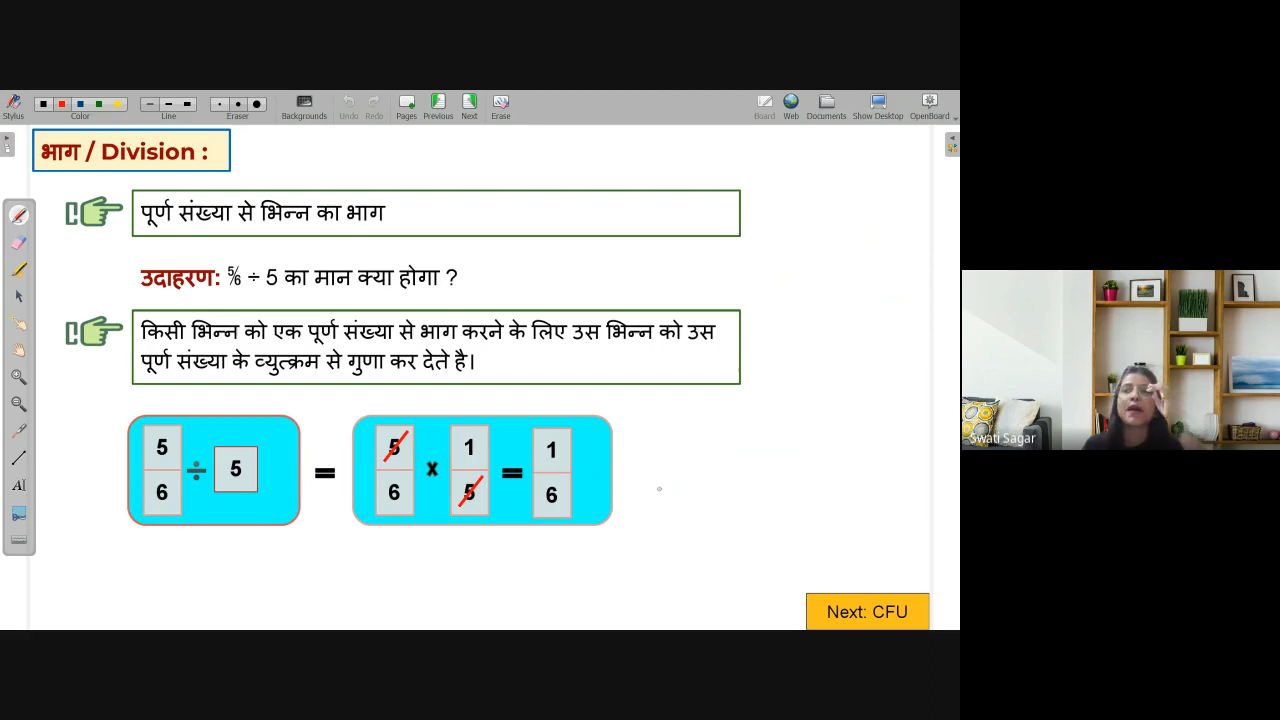 Stylus
Color
Line
Eraser
Backgrounds
Undo
Redo
Pages
Previous
Next
Erase
Board
Web
Documents
Show Desktop
OpenBoard
भाग / Division :
पूर्ण संख्या से भिन्न का भाग
उदाहरण: ⅚ ÷ 5 का मान क्या होगा ?
किसी भिन्न को एक पूर्ण संख्या से भाग करने के लिए उस भिन्न को उस
पूर्ण संख्या के व्युत्क्रम से गुणा कर देते है।
5 5 1 1
÷ 5 = x =
6 6 5 6
Next: CFU
Swati Sagar